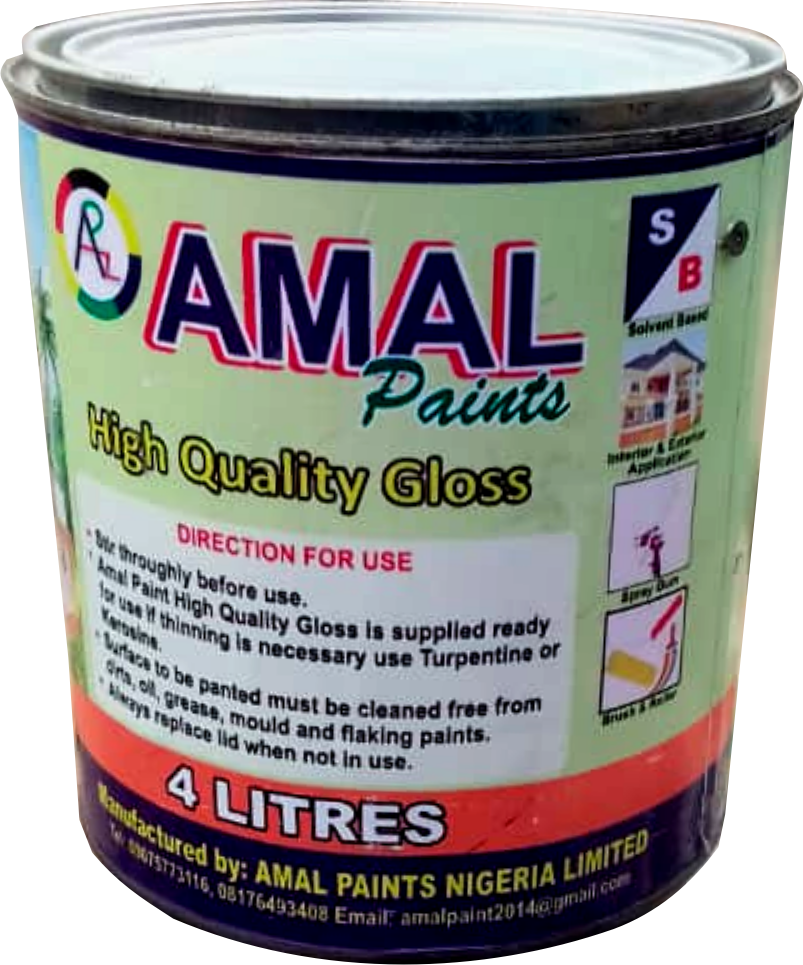 AMAL
Paints
High Quality Gloss
DIRECTION FOR USE
• Stir throughly before use.
• Amal Paint High Quality Gloss is supplied ready
for use if thinning is necessary use Turpentine or
Kerosine.
• Surface to be panted must be cleaned free from
dirts, oil, grease, mould and flaking paints.
• Always replace lid when not in use.
4 LITRES
Manufactured by: AMAL PAINTS NIGERIA LIMITED
Tel: 09075773116, 08176493408 Email: amalpaint2014@gmail.com
S
B
Solvent Based
Interior & Exterior
Application
Spray Gun
Brush & Roller